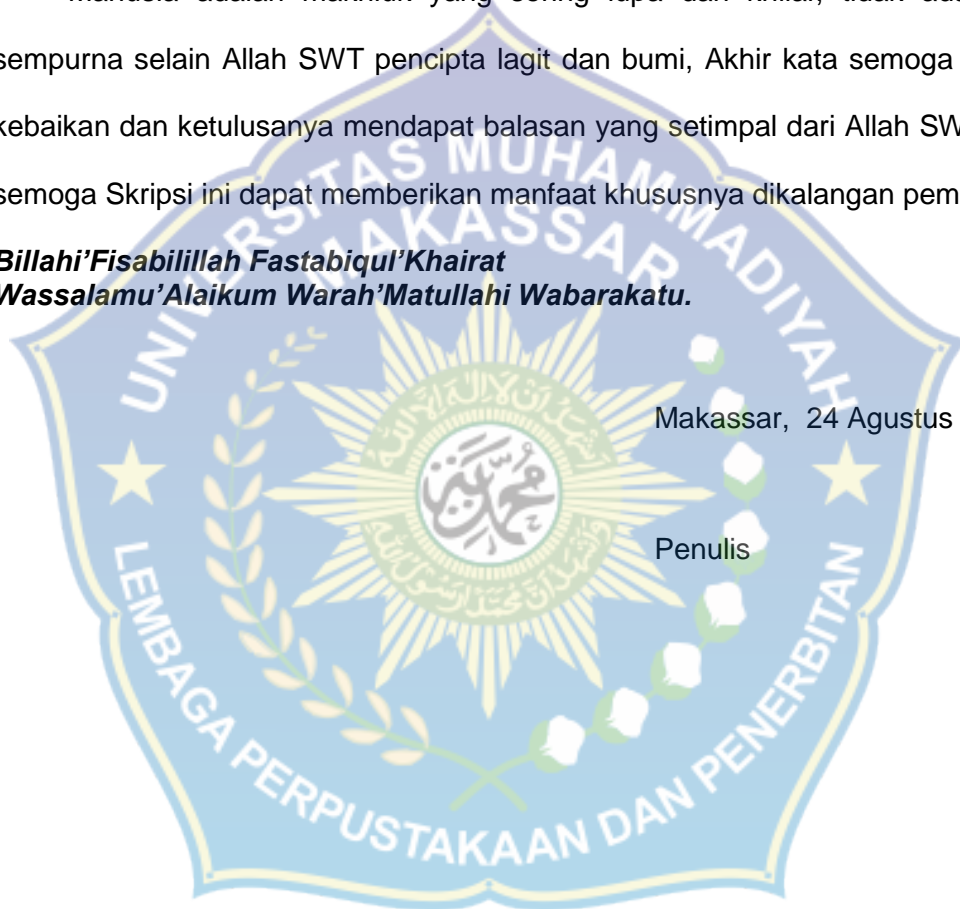 sempurna selain Allah SWT pencipta lagit dan bumi, Akhir kata semoga
kebaikan dan ketulusanya mendapat balasan yang setimpal dari Allah
semoga Skripsi ini dapat memberikan manfaat khususnya dikalangan
Billahi’Fisabilillah Fastabiqul’Khairat
Wassalamu’Alaikum Warah’Matullahi Wabarakatu.
Makassar, 24 Agustus
Penulis
UNIVERSITAS MUHAMMADIYAH
MAKASSAR
LEMBAGA PERPUSTAKAAN DAN PENERBITAN